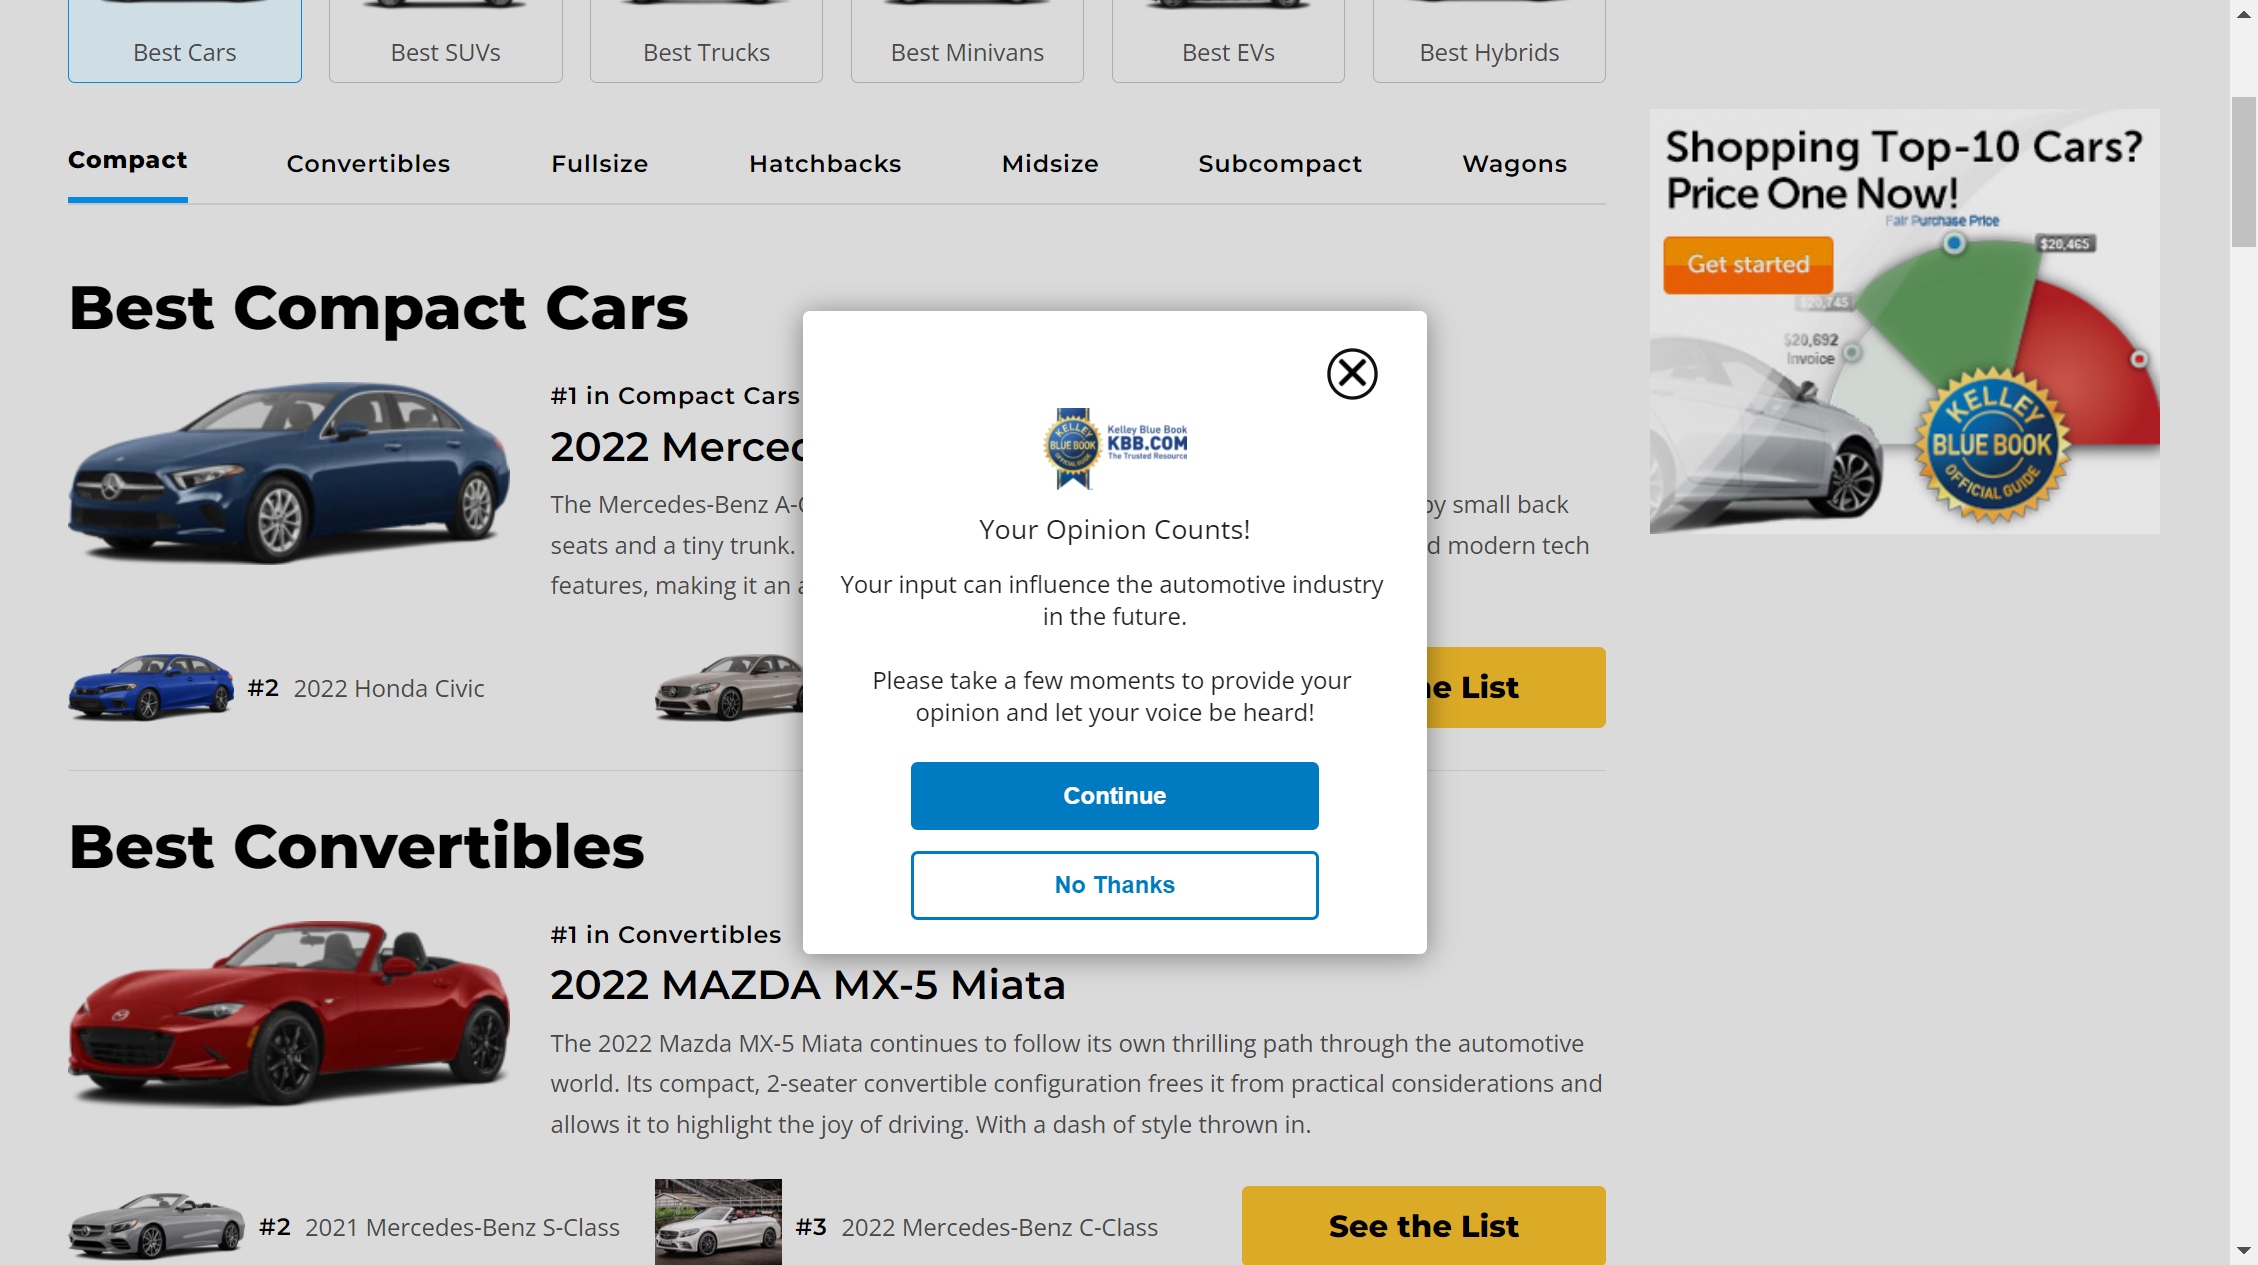 Best Cars
Best SUVs
Best Trucks
Best Minivans
Best EVs
Best Hybrids
Compact
Convertibles
Fullsize
Hatchbacks
Midsize
Subcompact
Wagons
Shopping Top-10 Cars?
Price One Now!
Fair Purchase Price
$20,465
Get started
$20,745
$20,692
Invoice
KELLEY
BLUE BOOK
OFFICIAL GUIDE
Best Compact Cars
#1 in Compact Cars
2022 Merced
The Mercedes-Benz A-C
by small back
seats and a tiny trunk.
d modern tech
features, making it an a
#2 2022 Honda Civic
e List
KELLEY
BLUE BOOK
OFFICIAL GUIDE
Kelley Blue Book
KBB.COM
The Trusted Resource
Your Opinion Counts!
Your input can influence the automotive industry
in the future.
Please take a few moments to provide your
opinion and let your voice be heard!
Continue
No Thanks
Best Convertibles
#1 in Convertibles
2022 MAZDA MX-5 Miata
The 2022 Mazda MX-5 Miata continues to follow its own thrilling path through the automotive
world. Its compact, 2-seater convertible configuration frees it from practical considerations and
allows it to highlight the joy of driving. With a dash of style thrown in.
#2 2021 Mercedes-Benz S-Class
#3 2022 Mercedes-Benz C-Class
See the List